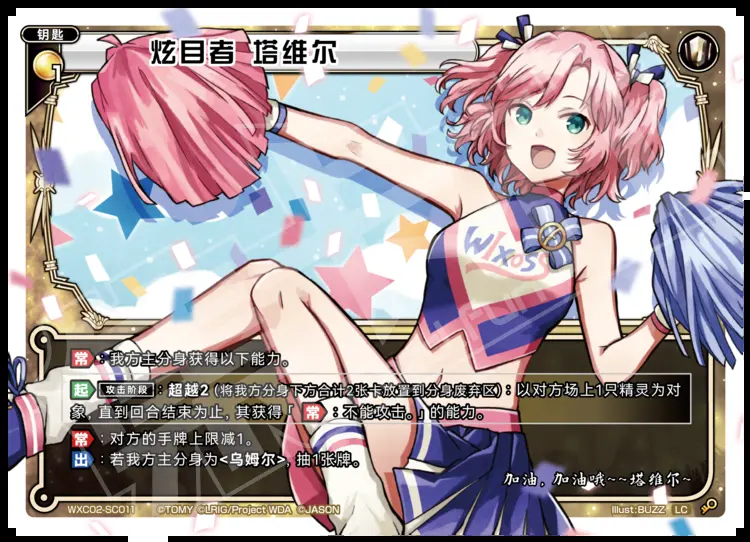 钥匙
炫目者 塔维尔
1
WIXOSS
常：我方主分身获得以下能力。
起 攻击阶段：超越2（将我方分身下方合计2张卡放置到分身废弃区）：以对方场上1只精灵为对
象，直到回合结束为止，其获得「常：不能攻击。」的能力。
常：对方的手牌上限减1。
出：若我方主分身为<乌姆尔>，抽1张牌。
加油，加油哦~~塔维尔~
WXC02-SC011 ©TOMY ©LRIG/Project WDA ©JASON Illust:BUZZ LC